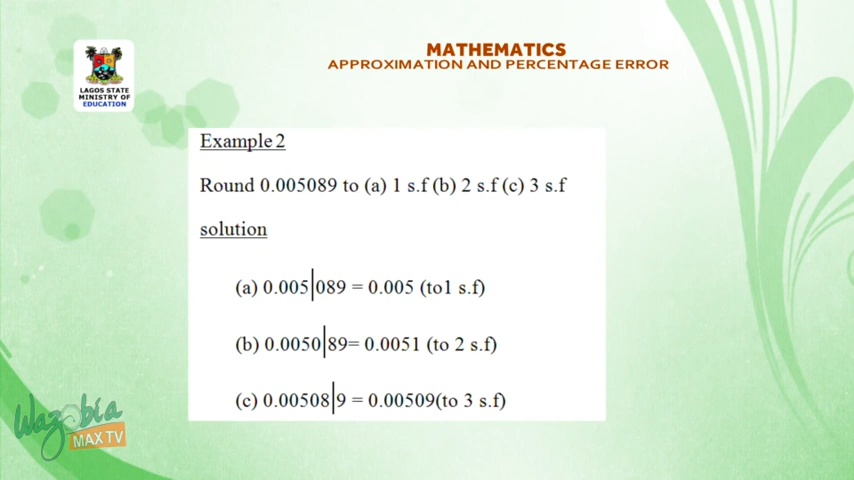 LAGOS STATE
MINISTRY OF
EDUCATION
MATHEMATICS
APPROXIMATION AND PERCENTAGE ERROR
Example 2
Round 0.005089 to (a) 1 s.f (b) 2 s.f (c) 3 s.f
solution
(a) 0.005|089 = 0.005 (to1 s.f)
(b) 0.0050|89= 0.0051 (to 2 s.f)
(c) 0.00508|9 = 0.00509(to 3 s.f)
Wazobia
MAX TV